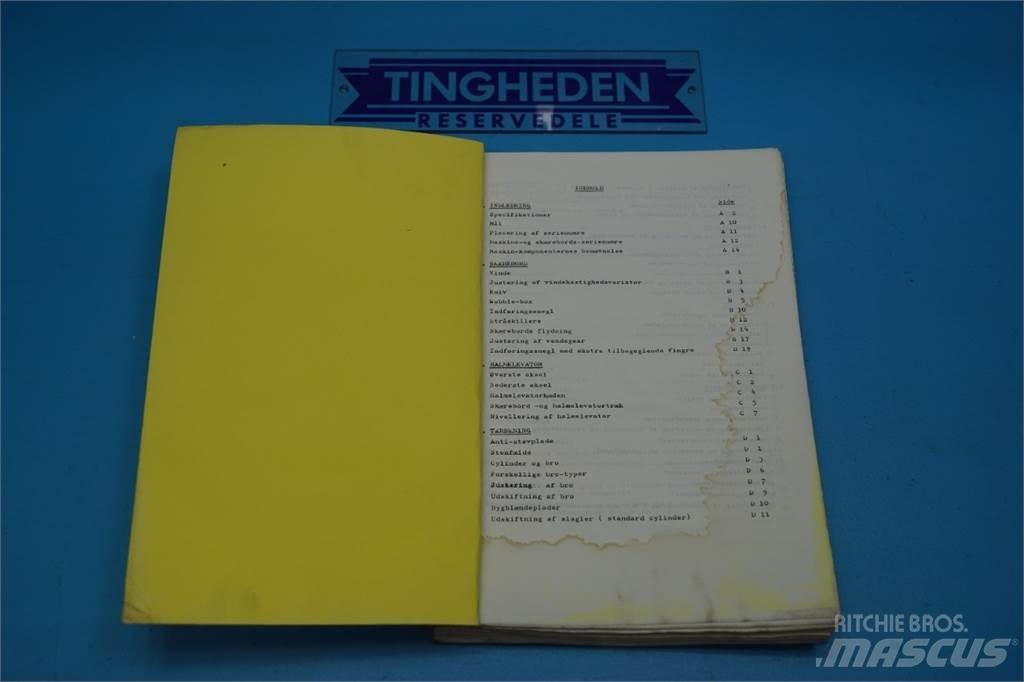 TINGHEDEN
RESERVEDELE
INDHOLD
INDLEDNING SIDE
Specifikationer A 2
Mål A 10
Placering af serienumre A 11
Maskine-og skærebords-serienumre A 12
Maskin-komponenternes benævnelse A 14
SKÆREBORD
Vinde B 1
Justering af vindehastighedsvariator B 3
Kniv B 4
Wobble-box B 5
Indføringssnegl B 10
Stråskillere B 12
Skærebords flydning B 14
Justering af vendegear B 17
Indføringssnegl med ekstra tilbagegående fingre B 19
HALMELEVATOR
Øverste aksel C 1
Nederste aksel C 2
Halmelevatorkæden C 4
Skærebord -og halmelevatortræk C 5
Nivellering af halmelevator C 7
TÆRSKNING
Anti-støvplade D 1
Stenfælde D 1
Cylinder og bro D 3
Forskellige bro-typer D 6
Justering af bro D 7
Udskiftning af bro D 9
Bygblændeplader D 10
Udskiftning af slagler ( standard cylinder) D 11
RITCHIE BROS.
MASCUS